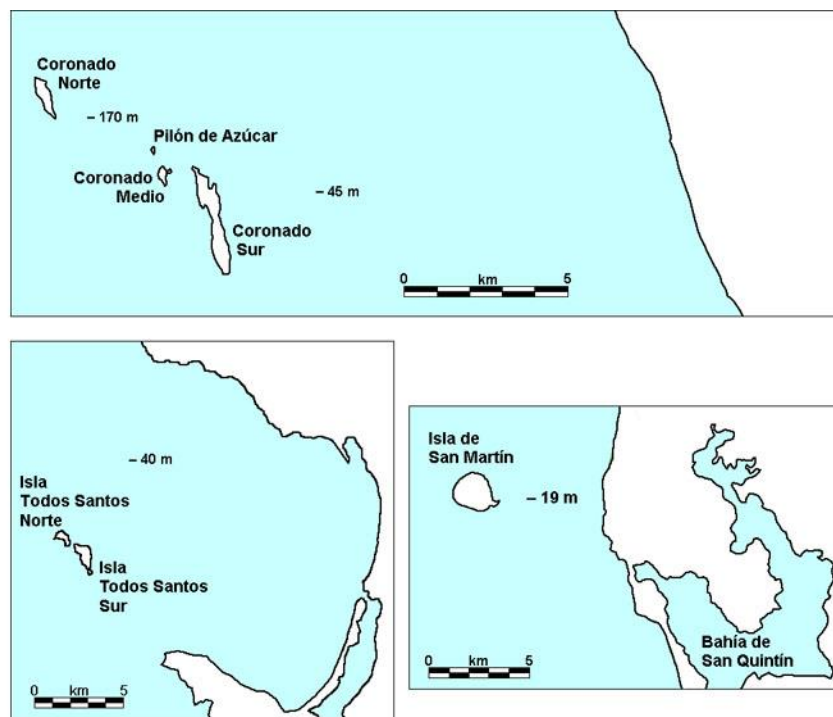 Coronado
Norte
– 170 m
Pilón de Azúcar
Coronado
Medio
– 45 m
Coronado
Sur
0 km 5
– 40 m
Isla
Todos Santos
Norte
Isla
Todos Santos
Sur
0 km 5
Isla de
San Martín
– 19 m
Bahía de
San Quintín
0 km 5